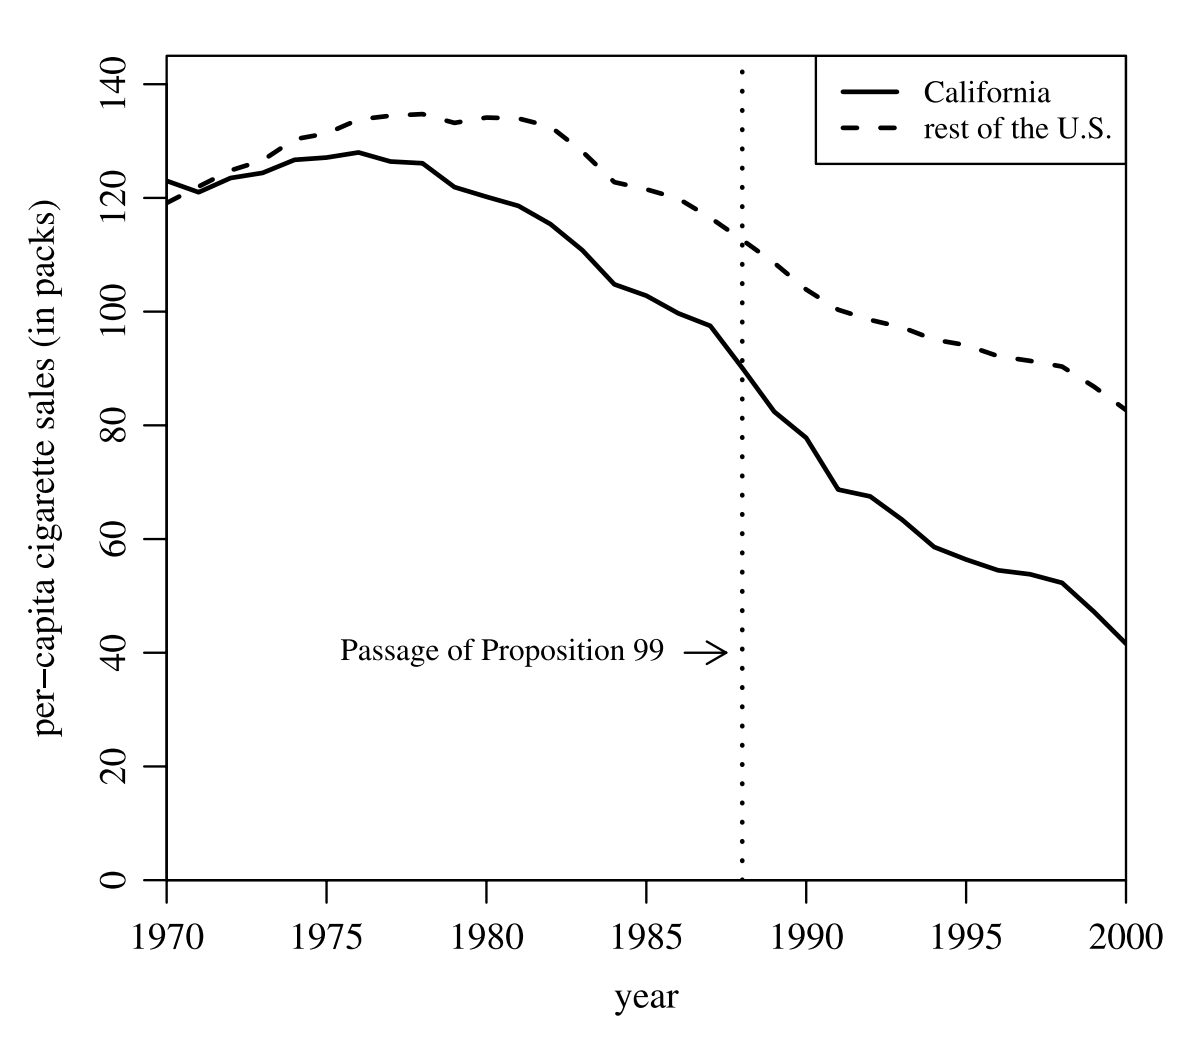 California
rest of the U.S.
per−capita cigarette sales (in packs)
140
120
100
80
60
40
20
0
Passage of Proposition 99
1970 1975 1980 1985 1990 1995 2000
year